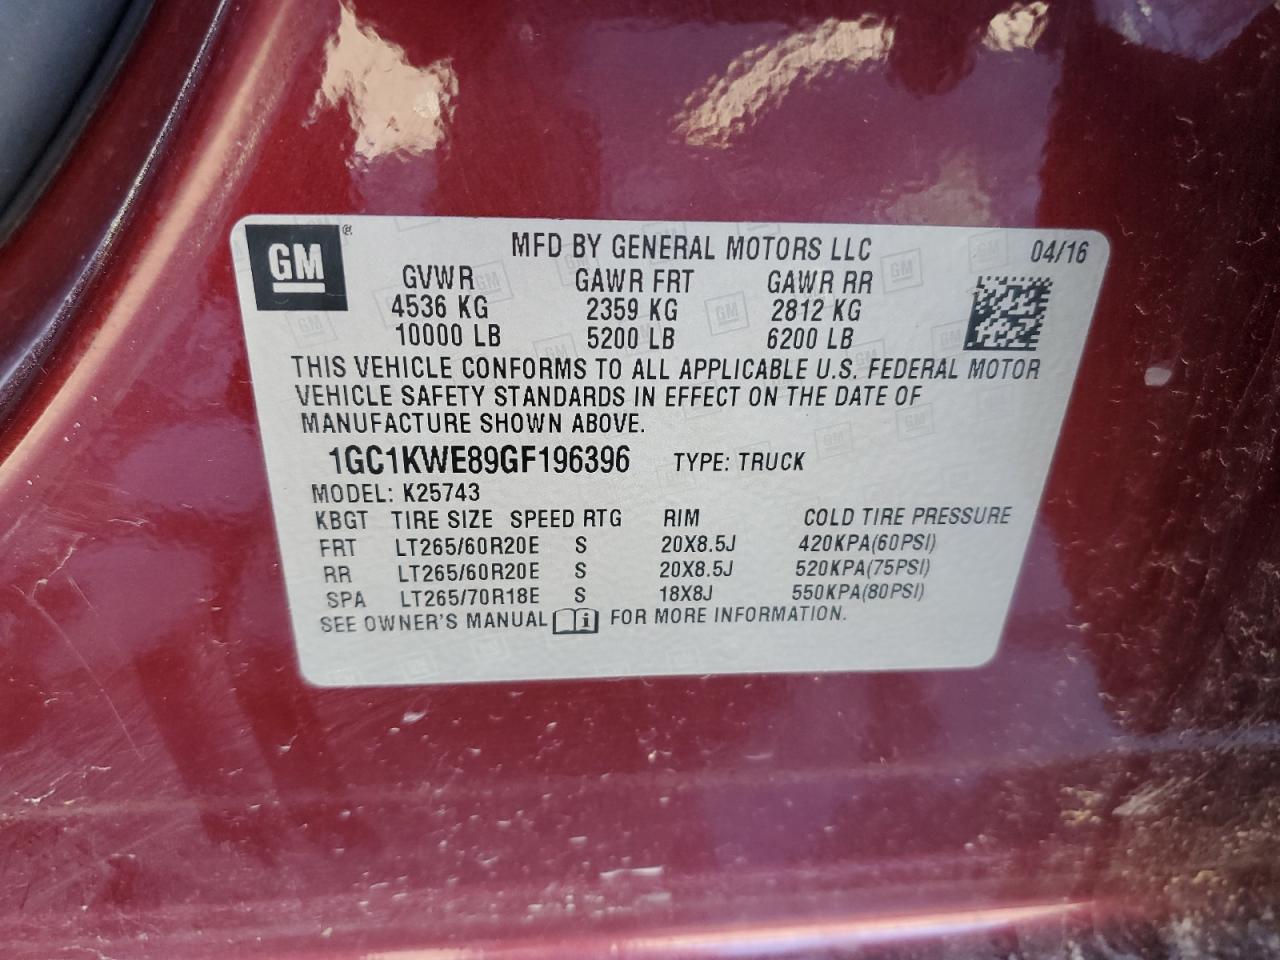 GM®
MFD BY GENERAL MOTORS LLC 04/16
GVWR GAWR FRT GAWR RR
4536 KG 2359 KG 2812 KG
10000 LB 5200 LB 6200 LB
THIS VEHICLE CONFORMS TO ALL APPLICABLE U.S. FEDERAL MOTOR
VEHICLE SAFETY STANDARDS IN EFFECT ON THE DATE OF
MANUFACTURE SHOWN ABOVE.
1GC1KWE89GF196396 TYPE: TRUCK
MODEL: K25743
KBGT TIRE SIZE SPEED RTG RIM COLD TIRE PRESSURE
FRT LT265/60R20E S 20X8.5J 420KPA(60PSI)
RR LT265/60R20E S 20X8.5J 520KPA(75PSI)
SPA LT265/70R18E S 18X8J 550KPA(80PSI)
SEE OWNER'S MANUAL i FOR MORE INFORMATION.